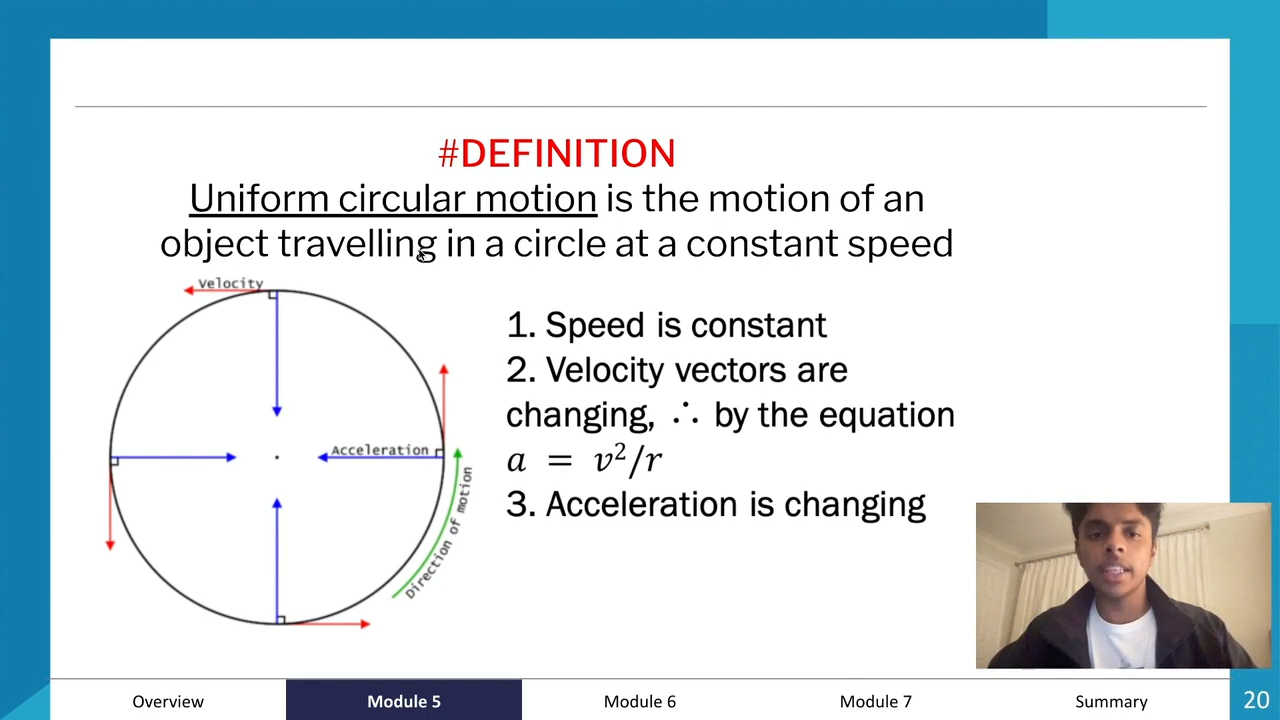 #DEFINITION
Uniform circular motion is the motion of an
object travelling in a circle at a constant speed
Velocity
Acceleration
Direction of motion
1. Speed is constant
2. Velocity vectors are
changing, ∴ by the equation
a = v²/r
3. Acceleration is changing
Overview
Module 5
Module 6
Module 7
Summary
20